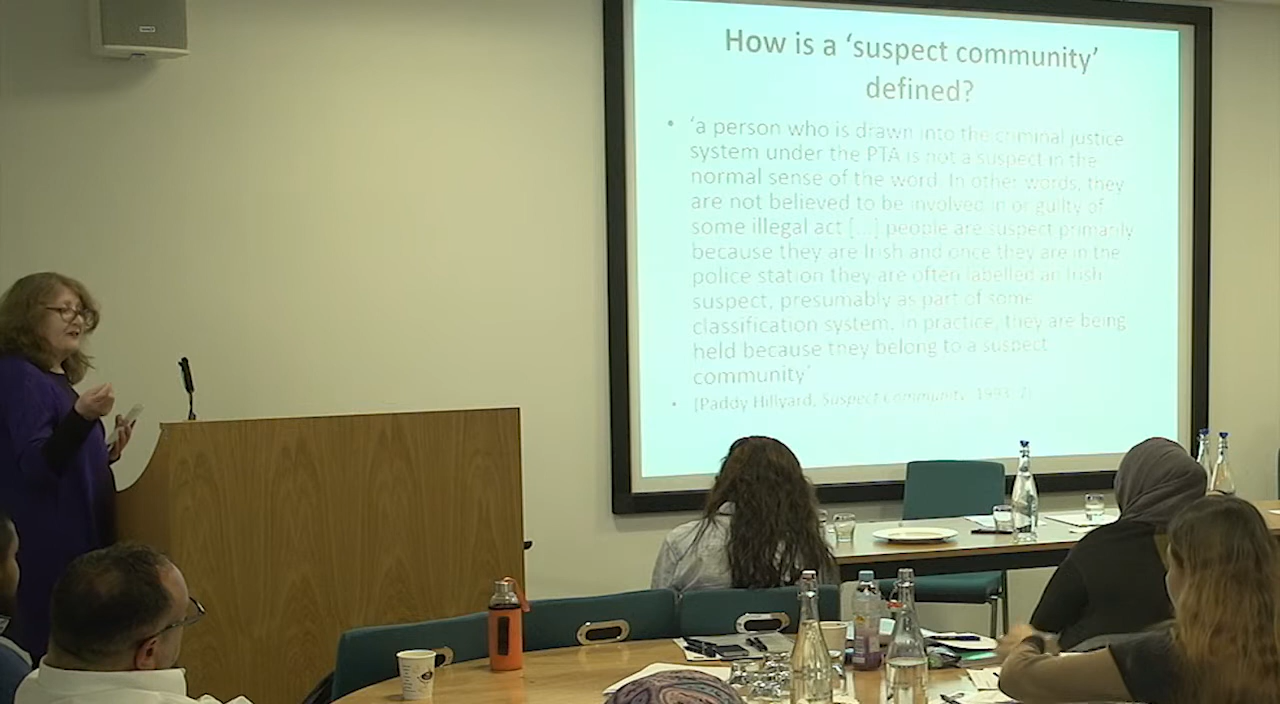 How is a ‘suspect community’
defined?
• ‘a person who is drawn into the criminal justice
system under the PTA is not a suspect in the
normal sense of the word. In other words, they
are not believed to be involved in or guilty of
some illegal act [...] people are suspect primarily
because they are Irish and once they are in the
police station they are often labelled an Irish
suspect, presumably as part of some
classification system. In practice, they are being
held because they belong to a suspect
community’
• (Paddy Hillyard, Suspect Community, 1993: 7)